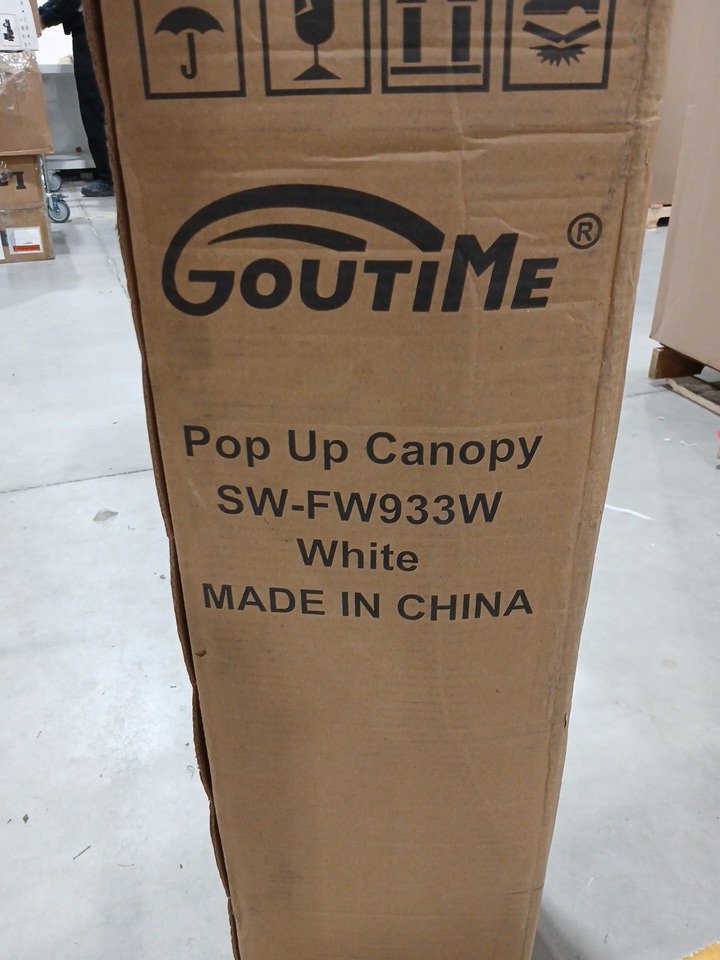 GOUTIME®
Pop Up Canopy
SW-FW933W
White
MADE IN CHINA